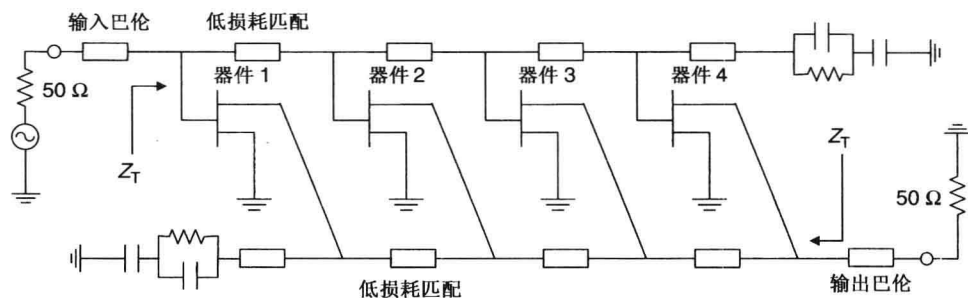 输入巴伦
低损耗匹配
50 Ω
器件 1
器件 2
器件 3
器件 4
Z_T
Z_T
50 Ω
低损耗匹配
输出巴伦